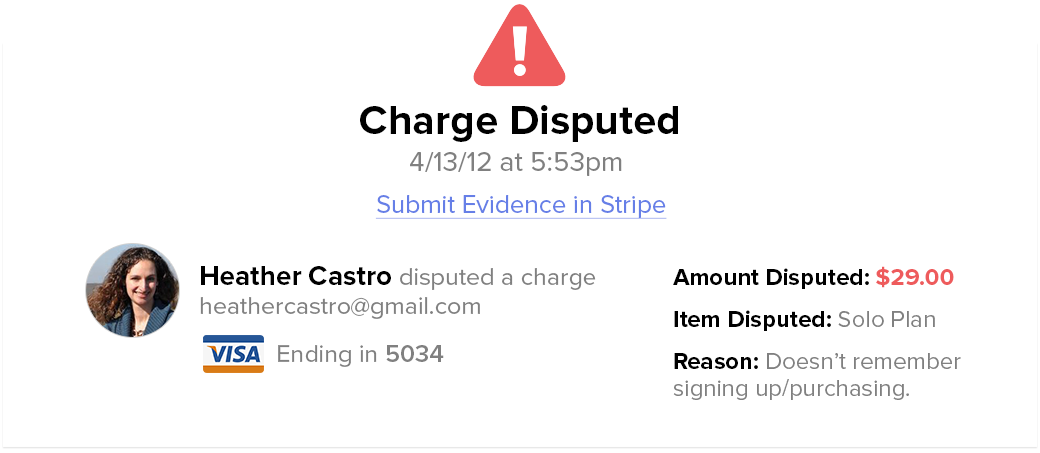 Charge Disputed
4/13/12 at 5:53pm
Submit Evidence in Stripe
Heather Castro disputed a charge
heathercastro@gmail.com
VISA Ending in 5034
Amount Disputed: $29.00
Item Disputed: Solo Plan
Reason: Doesn’t remember
signing up/purchasing.